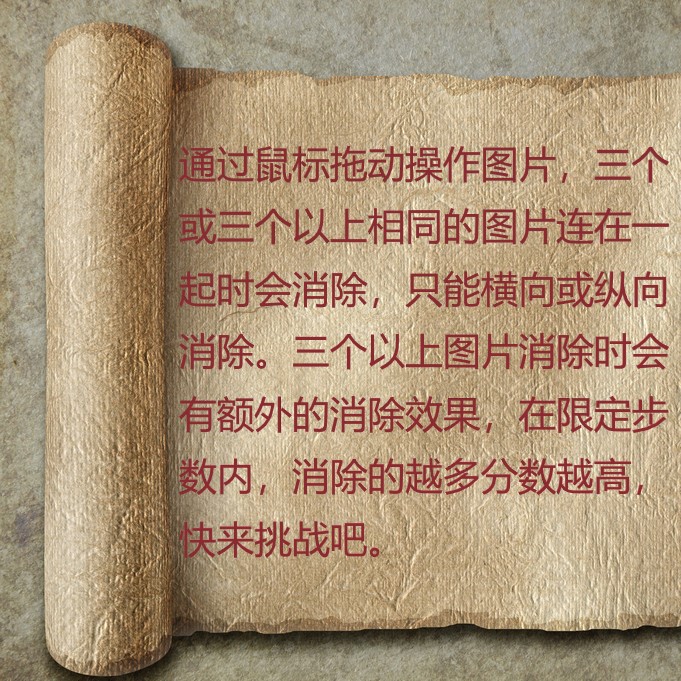 通过鼠标拖动操作图片，三个
或三个以上相同的图片连在一
起时会消除，只能横向或纵向
消除。三个以上图片消除时会
有额外的消除效果，在限定步
数内，消除的越多分数越高，
快来挑战吧。